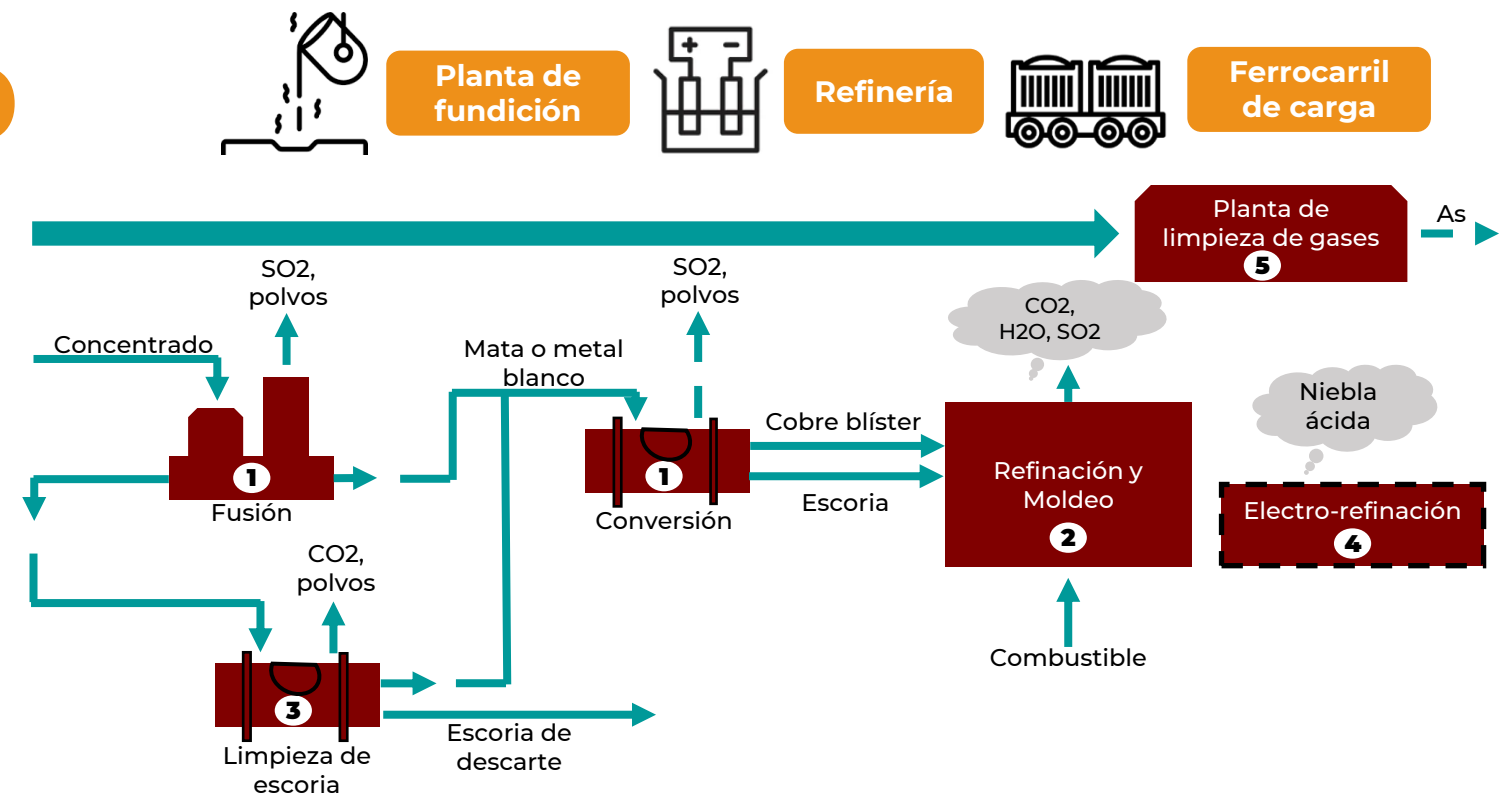 Planta de
fundición
+ -
Refinería
Ferrocarril
de carga
Planta de
limpieza de gases
5
As
SO2,
polvos
SO2,
polvos
CO2,
H2O, SO2
Concentrado
Mata o metal
blanco
Niebla
ácida
Cobre blíster
1
Fusión
1
Conversión
Escoria
Refinación y
Moldeo
2
Electro-refinación
4
CO2,
polvos
Combustible
3
Limpieza de
escoria
Escoria de
descarte